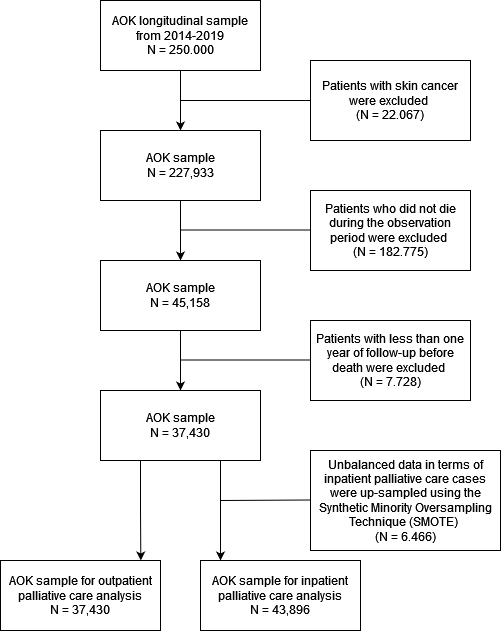 AOK longitudinal sample
from 2014-2019
N = 250.000
Patients with skin cancer
were excluded
(N = 22.067)
AOK sample
N = 227,933
Patients who did not die
during the observation
period were excluded
(N = 182.775)
AOK sample
N = 45,158
Patients with less than one
year of follow-up before
death were excluded
(N = 7.728)
AOK sample
N = 37,430
Unbalanced data in terms of
inpatient palliative care cases
were up-sampled using the
Synthetic Minority Oversampling
Technique (SMOTE)
(N = 6.466)
AOK sample for outpatient
palliative care analysis
N = 37,430
AOK sample for inpatient
palliative care analysis
N = 43,896